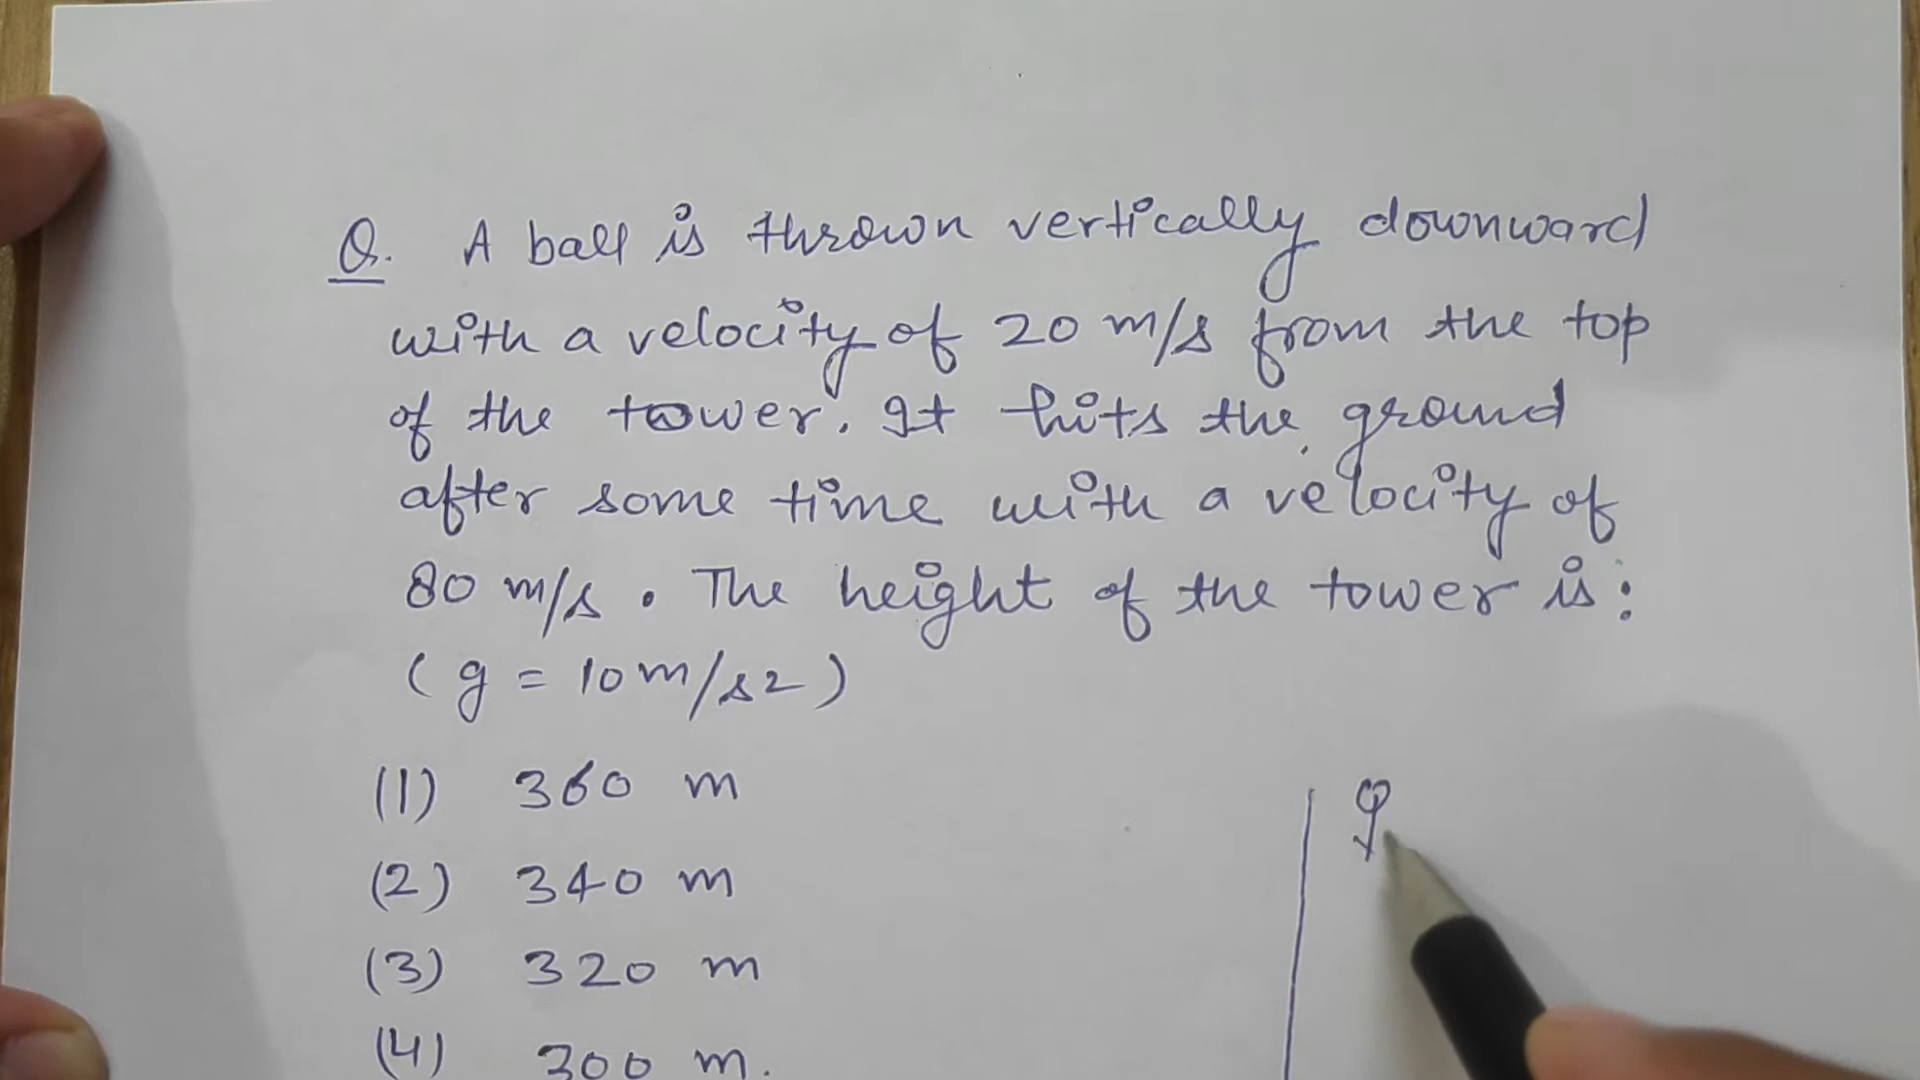 Q. A ball is thrown vertically downward
with a velocity of 20 m/s from the top
of the tower. It hits the ground
after some time with a velocity of
80 m/s. The height of the tower is:
(g = 10 m/s2)
(1) 360 m
(2) 340 m
(3) 320 m
(4) 300 m.